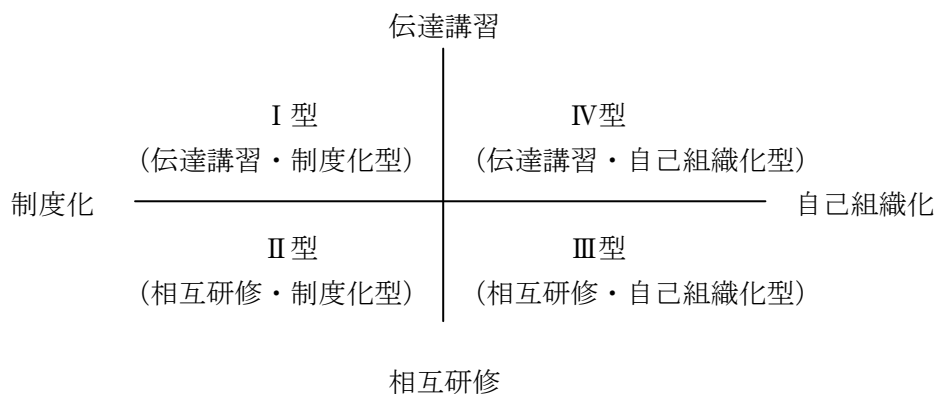 伝達講習
Ⅰ型 Ⅳ型
（伝達講習・制度化型） （伝達講習・自己組織化型）
制度化 自己組織化
Ⅱ型 Ⅲ型
（相互研修・制度化型） （相互研修・自己組織化型）
相互研修